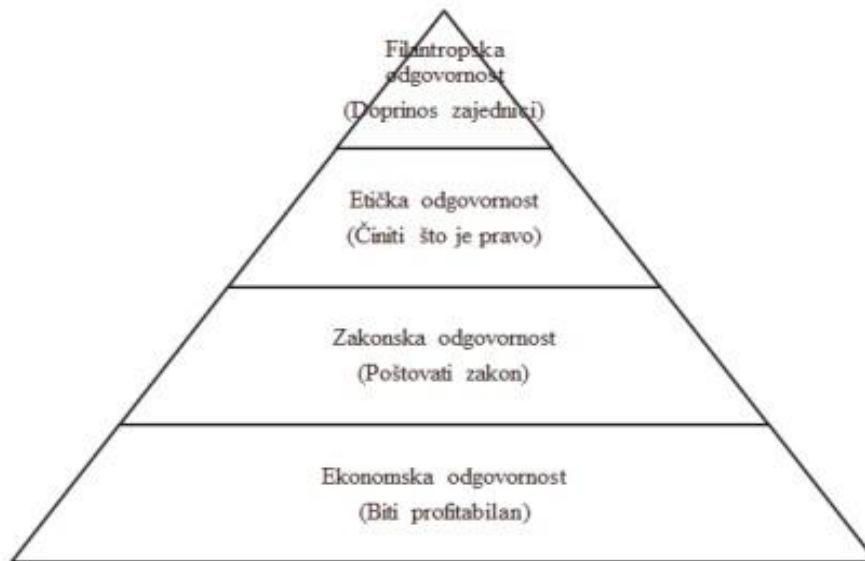 Filantropska
odgovornost
(Doprinos zajednici)
Etička odgovornost
(Činiti što je pravo)
Zakonska odgovornost
(Poštovati zakon)
Ekonomska odgovornost
(Biti profitabilan)